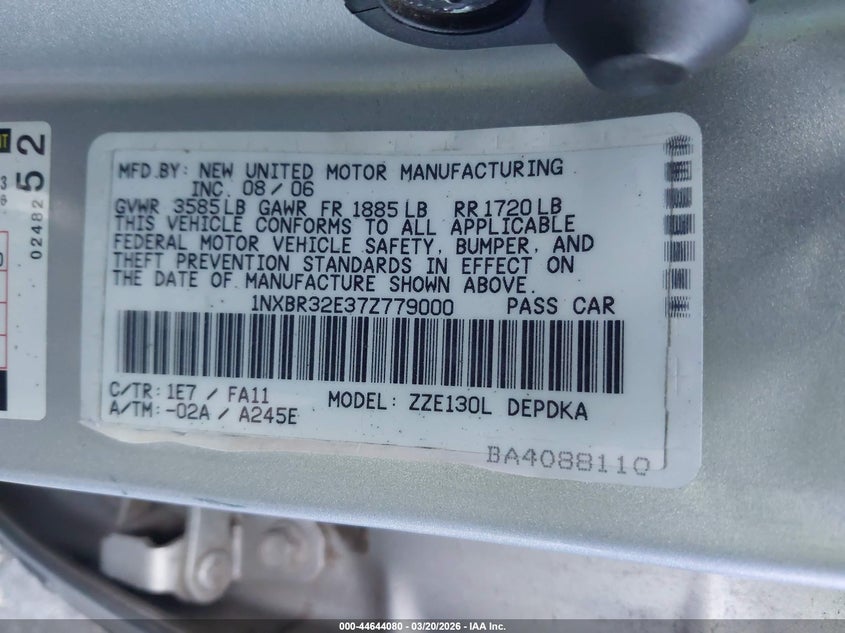 MFD.BY: NEW UNITED MOTOR MANUFACTURING
INC. 08/06
GVWR 3585LB GAWR FR 1885LB RR1720LB
THIS VEHICLE CONFORMS TO ALL APPLICABLE
FEDERAL MOTOR VEHICLE SAFETY, BUMPER, AND
THEFT PREVENTION STANDARDS IN EFFECT ON
THE DATE OF MANUFACTURE SHOWN ABOVE.
1NXBR32E37Z779000 PASS CAR
C/TR: 1E7 / FA11
A/TM: -02A / A245E
MODEL: ZZE130L DEPDKA
BA4088110
0248252
000-44644080 - 03/20/2026 - IAA Inc.